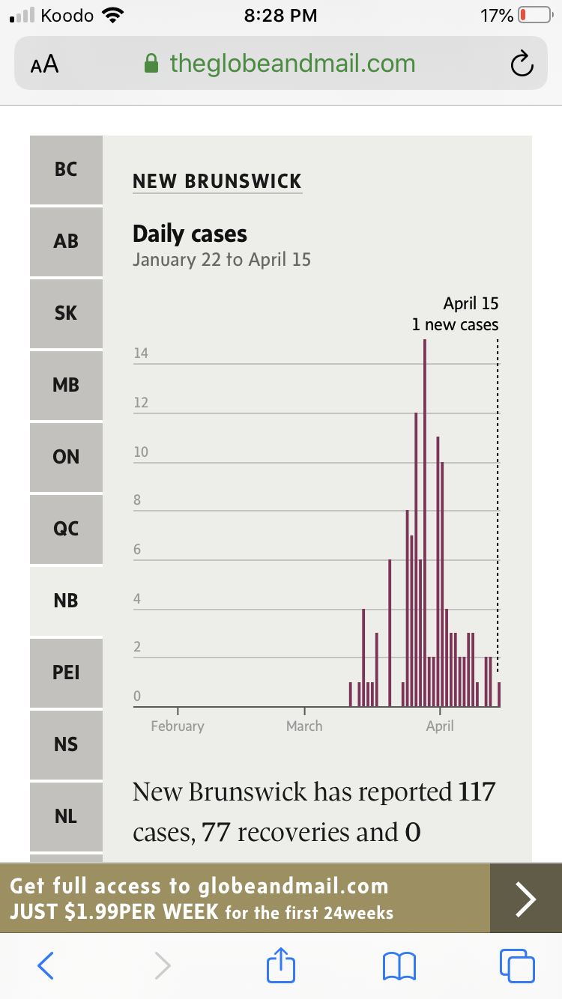 Koodo 8:28 PM 17%
AA theglobeandmail.com
BC
AB
SK
MB
ON
QC
NB
PEI
NS
NL
NEW BRUNSWICK
Daily cases
January 22 to April 15
April 15
1 new cases
14
12
10
8
6
4
2
0
February March April
New Brunswick has reported 117
cases, 77 recoveries and 0
Get full access to globeandmail.com
JUST $1.99PER WEEK for the first 24weeks